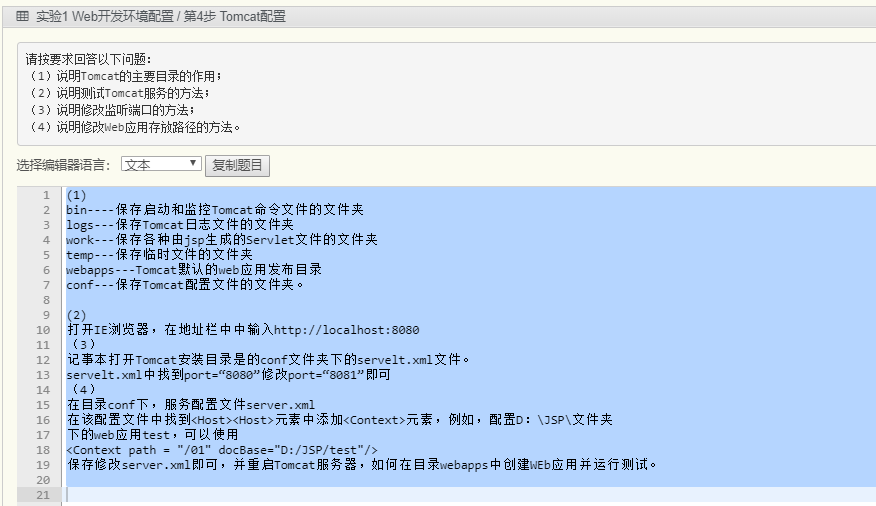 实验1 Web开发环境配置 / 第4步 Tomcat配置
请按要求回答以下问题:
(1) 说明Tomcat的主要目录的作用;
(2) 说明测试Tomcat服务的方法;
(3) 说明修改监听端口的方法;
(4) 说明修改Web应用存放路径的方法。
选择编辑器语言: 文本 复制题目
1 (1)
2 bin----保存启动和监控Tomcat命令文件的文件夹
3 logs---保存Tomcat日志文件的文件夹
4 work---保存各种由jsp生成的Servlet文件的文件夹
5 temp---保存临时文件的文件夹
6 webapps---Tomcat默认的web应用发布目录
7 conf---保存Tomcat配置文件的文件夹。
8
9 (2)
10 打开IE浏览器,在地址栏中中输入http://localhost:8080
11 (3)
12 记事本打开Tomcat安装目录是的conf文件夹下的servelt.xml文件。
13 servelt.xml中找到port=“8080”修改port=“8081”即可
14 (4)
15 在目录conf下,服务配置文件server.xml
16 在该配置文件中找到<Host><Host>元素中添加<Context>元素,例如,配置D:\JSP\文件夹
17 下的web应用test,可以使用
18 <Context path = "/01" docBase="D:/JSP/test"/>
19 保存修改server.xml即可,并重启Tomcat服务器,如何在目录webapps中创建WEb应用并运行测试。
20
21